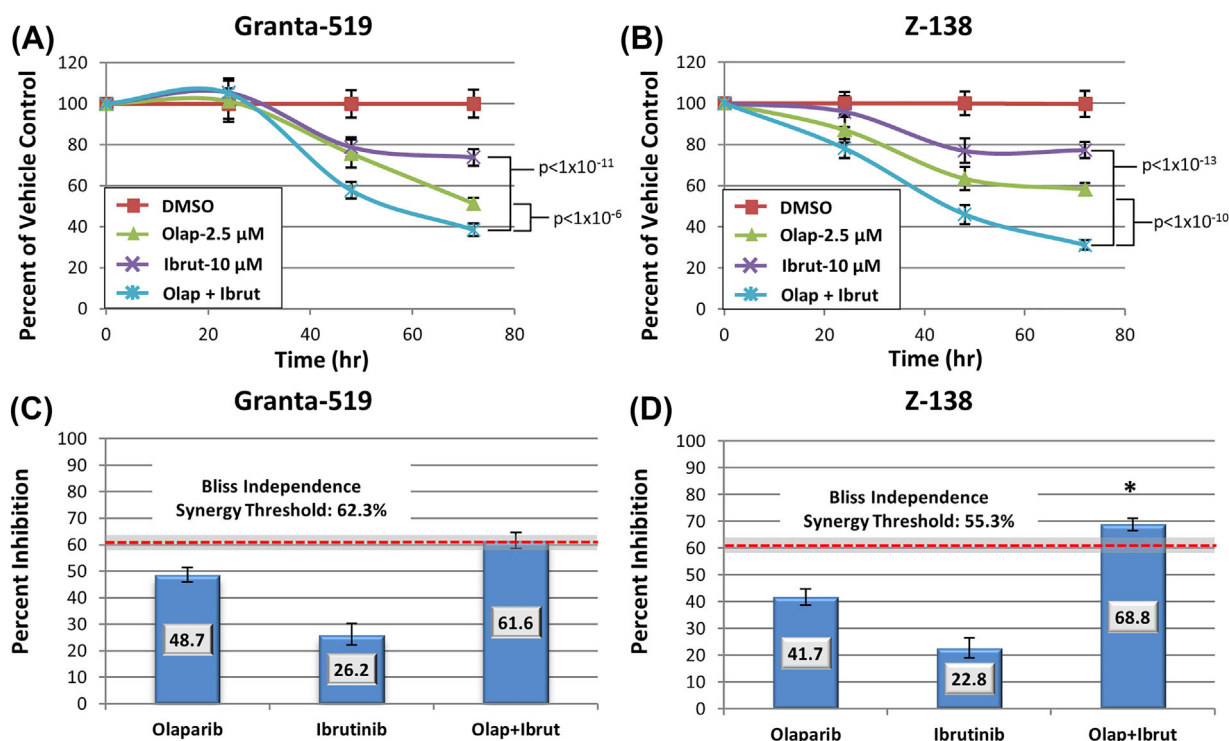 (A)
Granta-519
Percent of Vehicle Control
120
100
80
60
40
20
0
0
20
40
60
80
Time (hr)
DMSO
Olap-2.5 μM
Ibrut-10 μM
Olap + Ibrut
p<1x10⁻¹¹
p<1x10⁻⁶
(B)
Z-138
Percent of Vehicle Control
120
100
80
60
40
20
0
0
20
40
60
80
Time (hr)
DMSO
Olap-2.5 μM
Ibrut-10 μM
Olap + Ibrut
p<1x10⁻¹³
p<1x10⁻¹⁰
(C)
Granta-519
Percent Inhibition
100
90
80
70
60
50
40
30
20
10
0
Bliss Independence
Synergy Threshold: 62.3%
48.7
26.2
61.6
Olaparib
Ibrutinib
Olap+Ibrut
(D)
Z-138
Percent Inhibition
100
90
80
70
60
50
40
30
20
10
0
Bliss Independence
Synergy Threshold: 55.3%
*
41.7
22.8
68.8
Olaparib
Ibrutinib
Olap+Ibrut